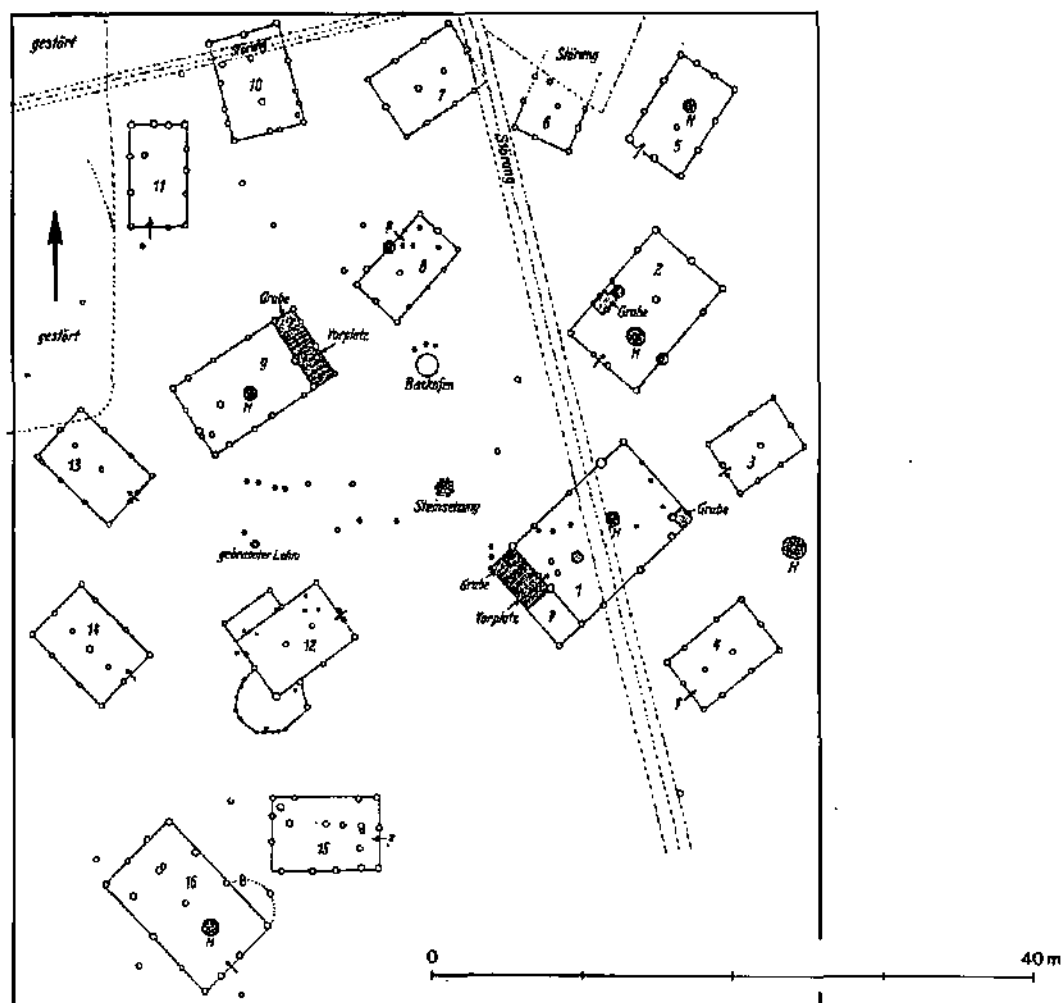 gestört
Störung
10
7
Störung
6
H
5
11
Störung
8
2
Grube
H
Grube
Vorplatz
9
H
Backofen
3
13
Steinsetzung
Grube
H
gebrannter Lehm
Grube
Vorplatz
1
?
H
14
12
4
?
15
?
16
H
gestört
0
40 m